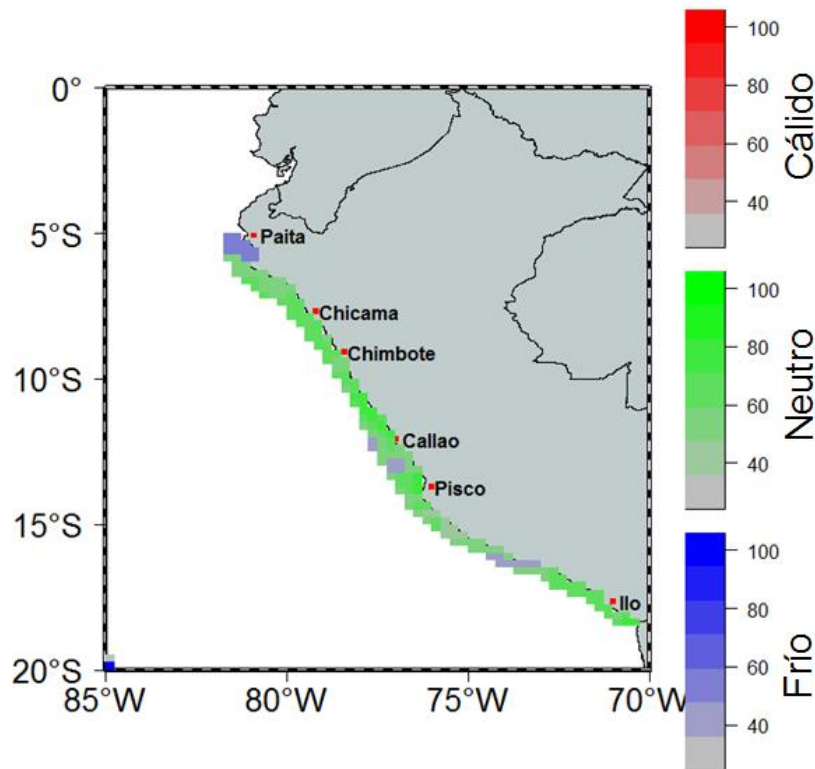 0°
5°S
10°S
15°S
20°S
85°W
80°W
75°W
70°W
Paita
Chicama
Chimbote
Callao
Pisco
Ilo
100
80
60
40
Cálido
100
80
60
40
Neutro
100
80
60
40
Frío